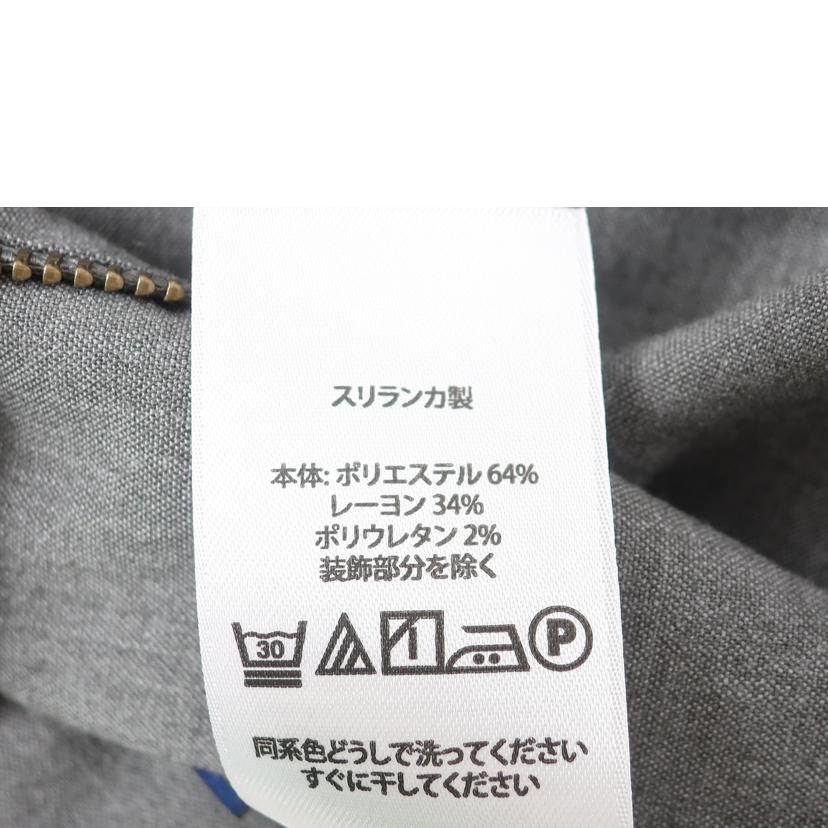 スリランカ製
本体: ポリエステル 64%
レーヨン 34%
ポリウレタン 2%
装飾部分を除く
30
P
同系色どうしで洗ってください
すぐに干してください